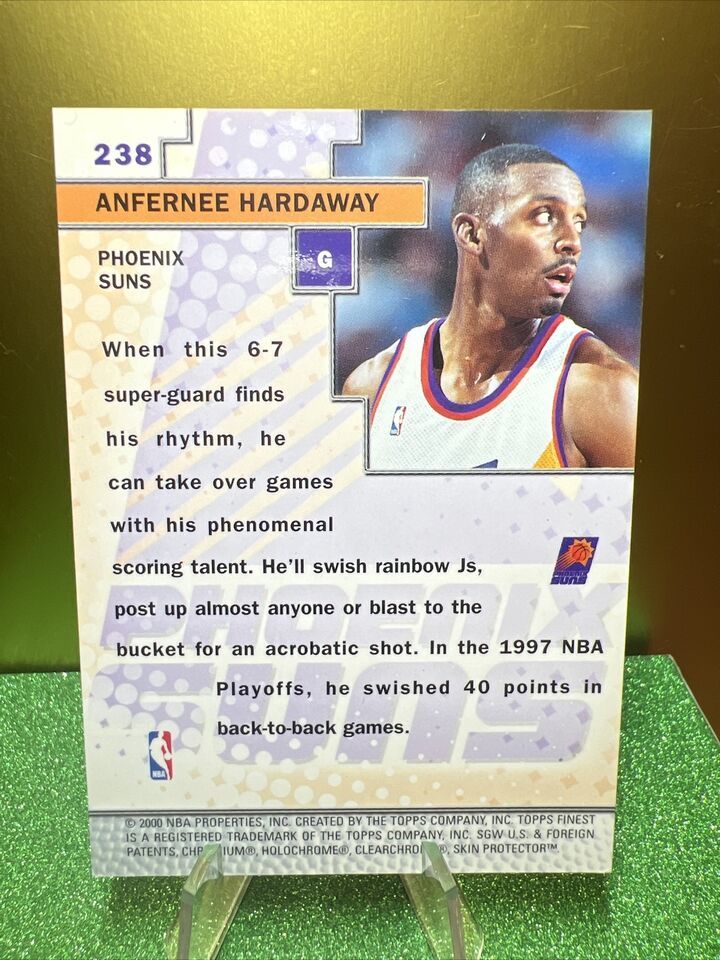 238
ANFERNEE HARDAWAY
PHOENIX
SUNS
G
When this 6-7
super-guard finds
his rhythm, he
can take over games
with his phenomenal
scoring talent. He'll swish rainbow Js,
post up almost anyone or blast to the
bucket for an acrobatic shot. In the 1997 NBA
Playoffs, he swished 40 points in
back-to-back games.
PHOENIX
SUNS
PHOENIX
SUNS
NBA
© 2000 NBA PROPERTIES, INC. CREATED BY THE TOPPS COMPANY, INC. TOPPS FINEST
IS A REGISTERED TRADEMARK OF THE TOPPS COMPANY, INC. SGW U.S. & FOREIGN
PATENTS, HOLOCHROME®, SKIN PROTECTOR™.